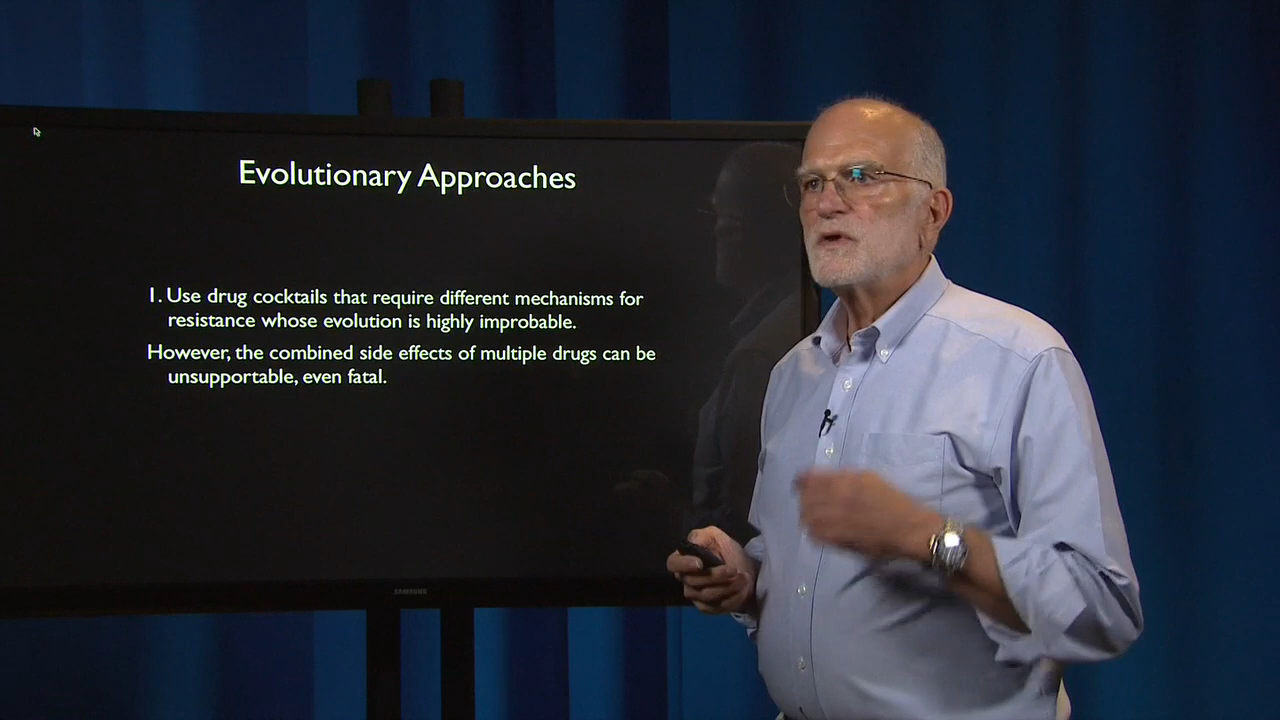 Evolutionary Approaches
1. Use drug cocktails that require different mechanisms for
resistance whose evolution is highly improbable.
However, the combined side effects of multiple drugs can be
unsupportable, even fatal.
SAMSUNG